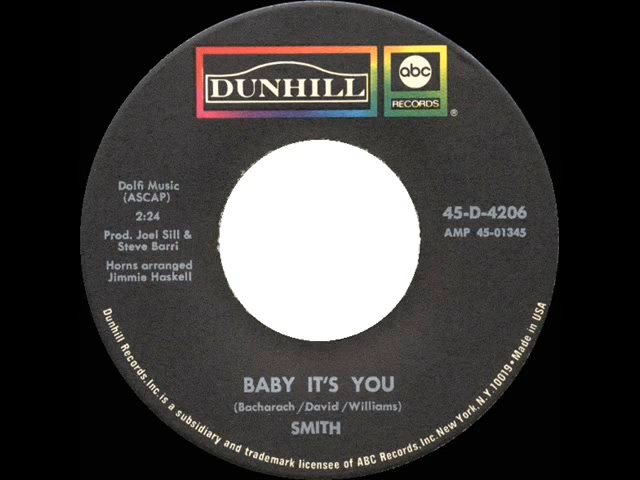 DUNHILL
abc
RECORDS
®
Dolfi Music
(ASCAP)
2:24
Prod. Joel Sill &
Steve Barri
Horns arranged
Jimmie Haskell
45-D-4206
AMP 45-01345
BABY IT'S YOU
(Bacharach/David/Williams)
SMITH
Dunhill Records, Inc. is a subsidiary and trademark licensee of ABC Records, Inc. New York, N.Y. 10019 • Made in USA